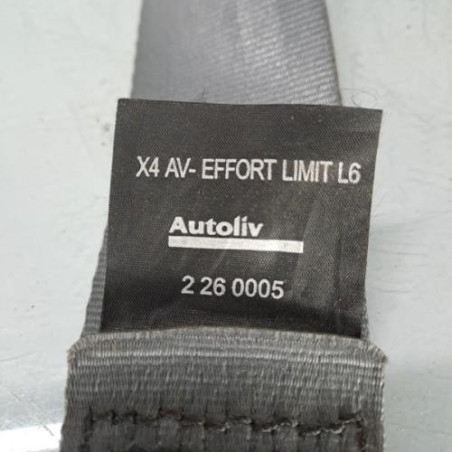 X4 AV- EFFORT LIMIT L6
Autoliv
2 26 0005